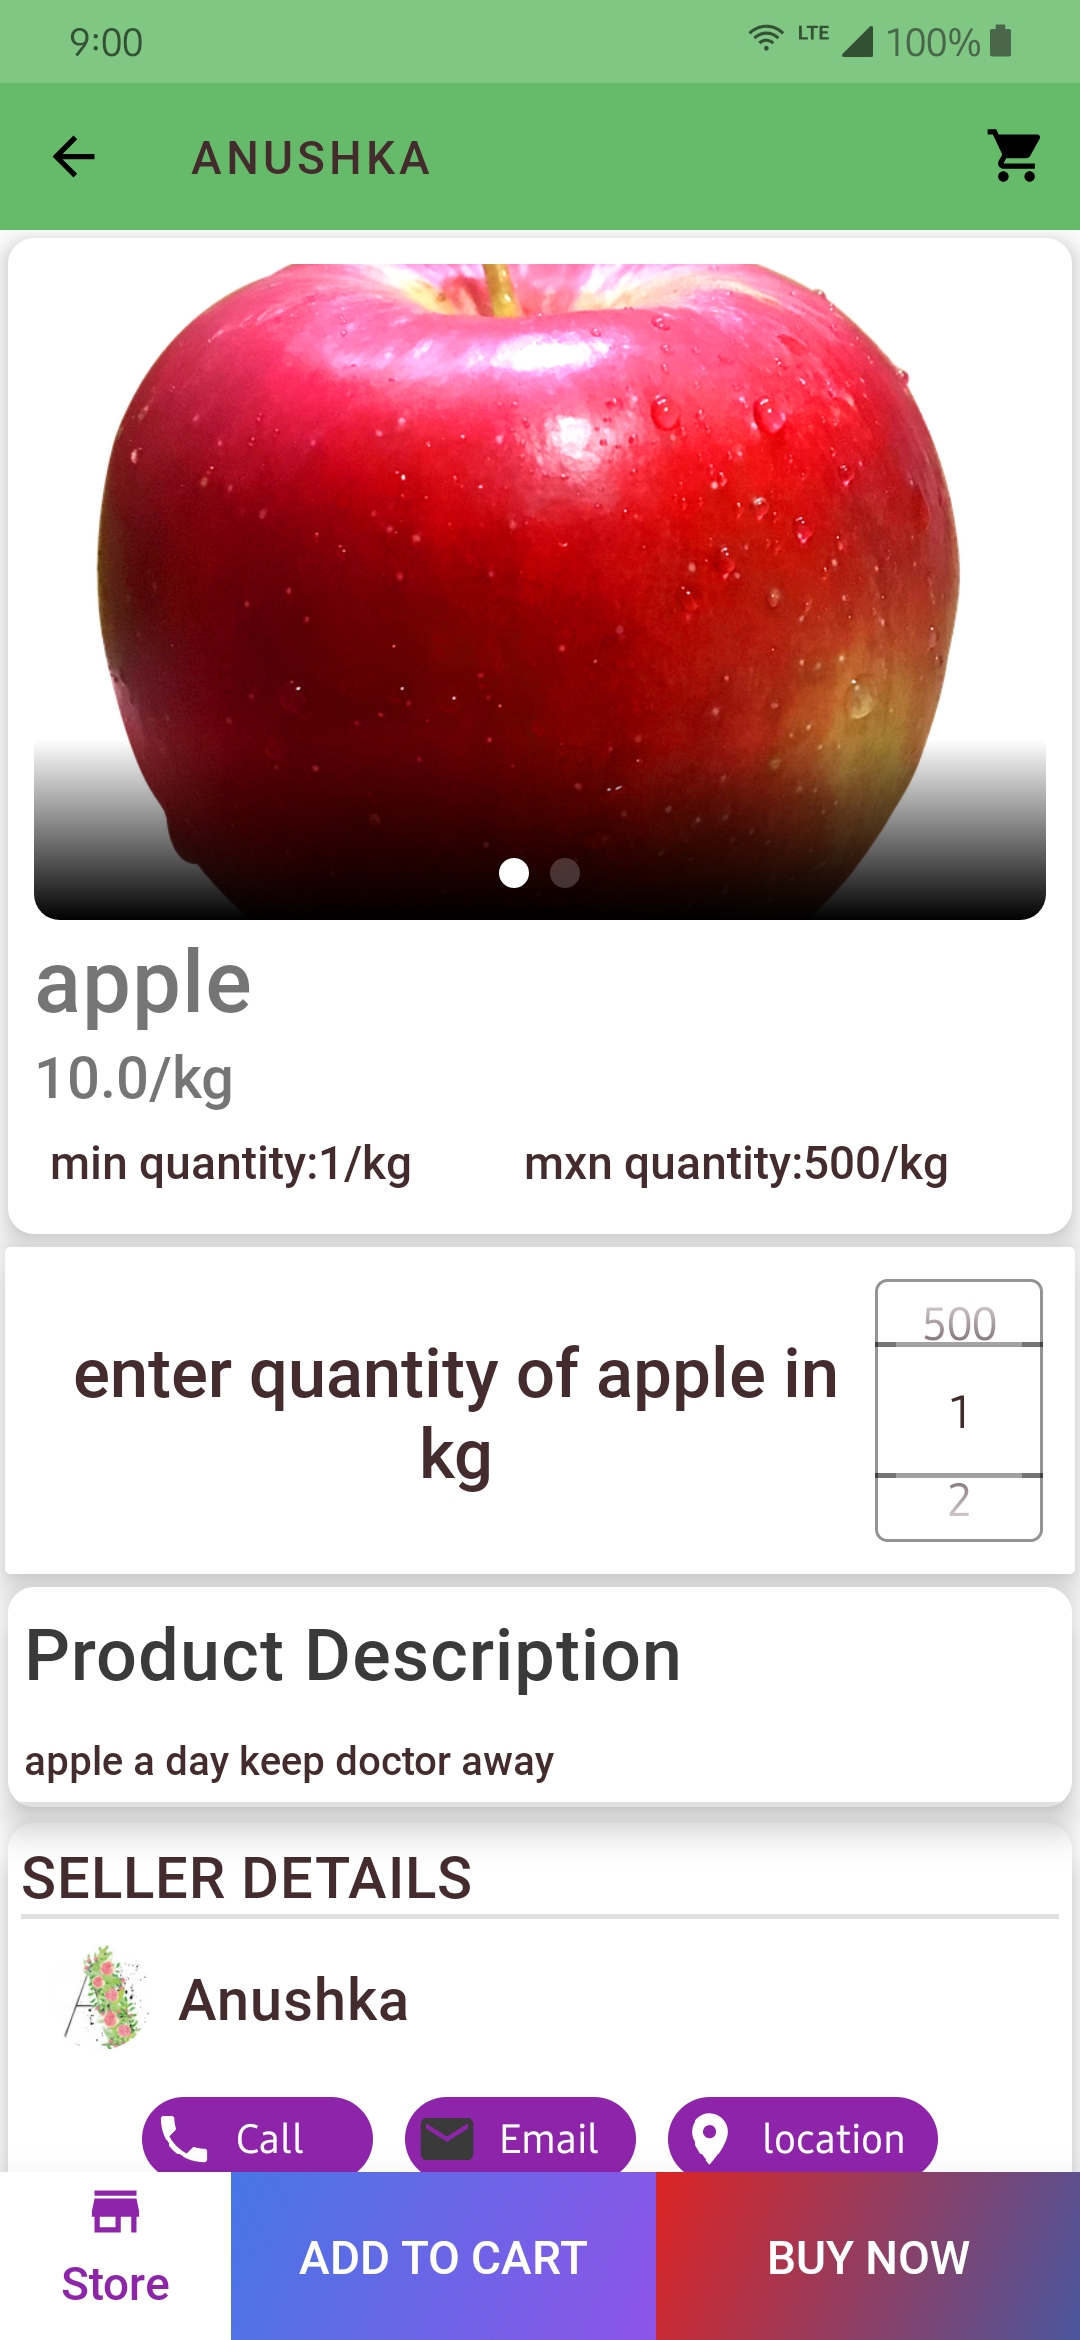 9:00
LTE 100%
ANUSHKA
apple
10.0/kg
min quantity:1/kg mxn quantity:500/kg
500
enter quantity of apple in
1
kg
2
Product Description
apple a day keep doctor away
SELLER DETAILS
Anushka
Call Email location
Store ADD TO CART BUY NOW